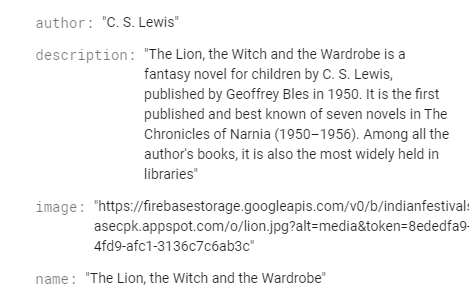 author: "C. S. Lewis"
description: "The Lion, the Witch and the Wardrobe is a
fantasy novel for children by C. S. Lewis,
published by Geoffrey Bles in 1950. It is the first
published and best known of seven novels in The
Chronicles of Narnia (1950–1956). Among all the
author's books, it is also the most widely held in
libraries"
image: "https://firebasestorage.googleapis.com/v0/b/indianfestivals
asecpk.appspot.com/o/lion.jpg?alt=media&token=8ededfa9-
4fd9-afc1-3136c7c6ab3c"
name: "The Lion, the Witch and the Wardrobe"